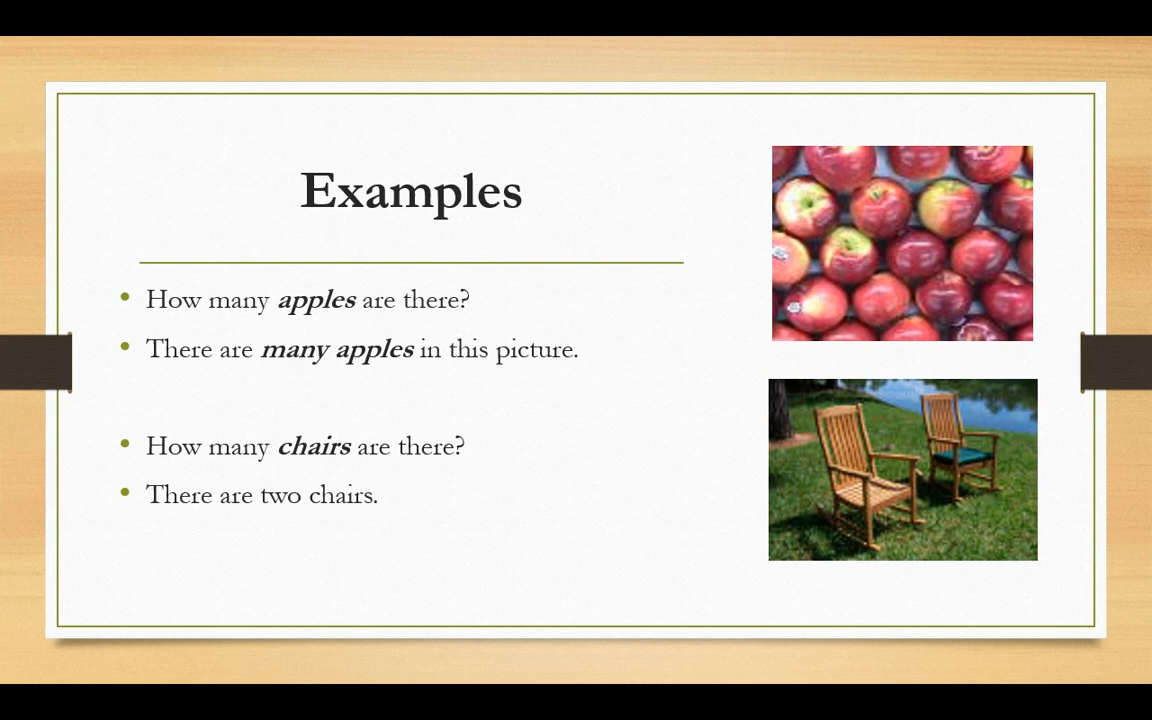 Examples
• How many apples are there?
• There are many apples in this picture.
• How many chairs are there?
• There are two chairs.